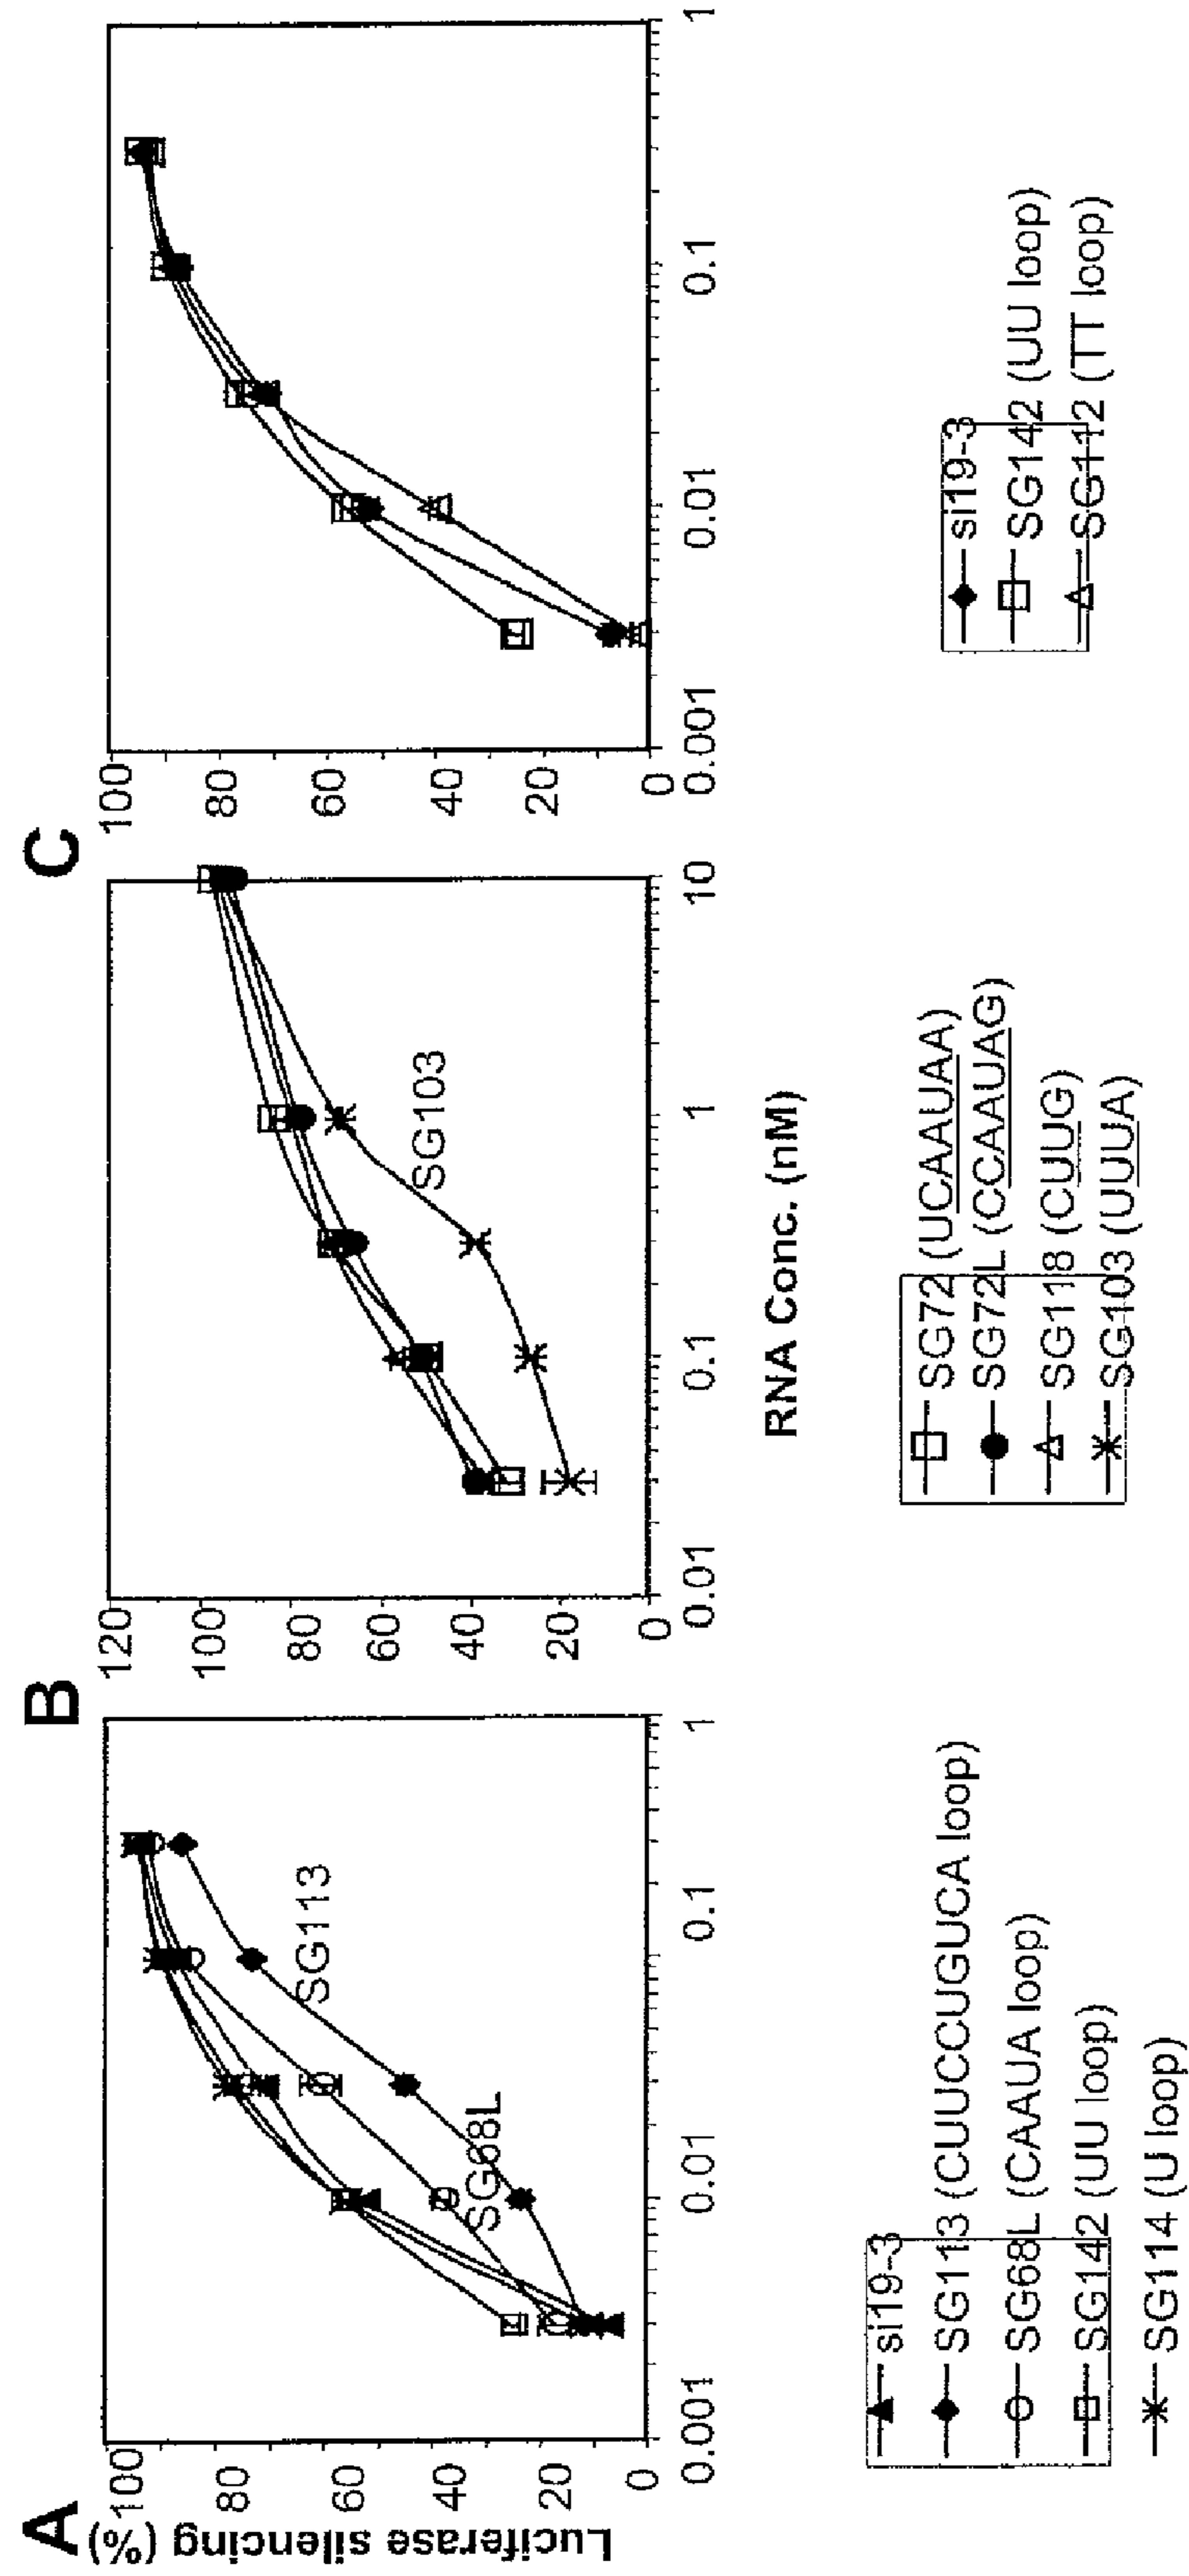 A
Luciferase silencing (%)
100
80
60
40
20
0
0.001
0.01
0.1
1
SG113
SG68L
si19-3
SG113 (CUUCCUGUCA loop)
SG68L (CAAUA loop)
SG142 (UU loop)
SG114 (U loop)
B
120
100
80
60
40
20
0
0.01
0.1
1
10
SG103
RNA Conc. (nM)
SG72 (UCAAUAA)
SG72L (CCAAUAG)
SG118 (CUUG)
SG103 (UUUA)
C
100
80
60
40
20
0
0.001
0.01
0.1
1
si19-3
SG142 (UU loop)
SG112 (TT loop)